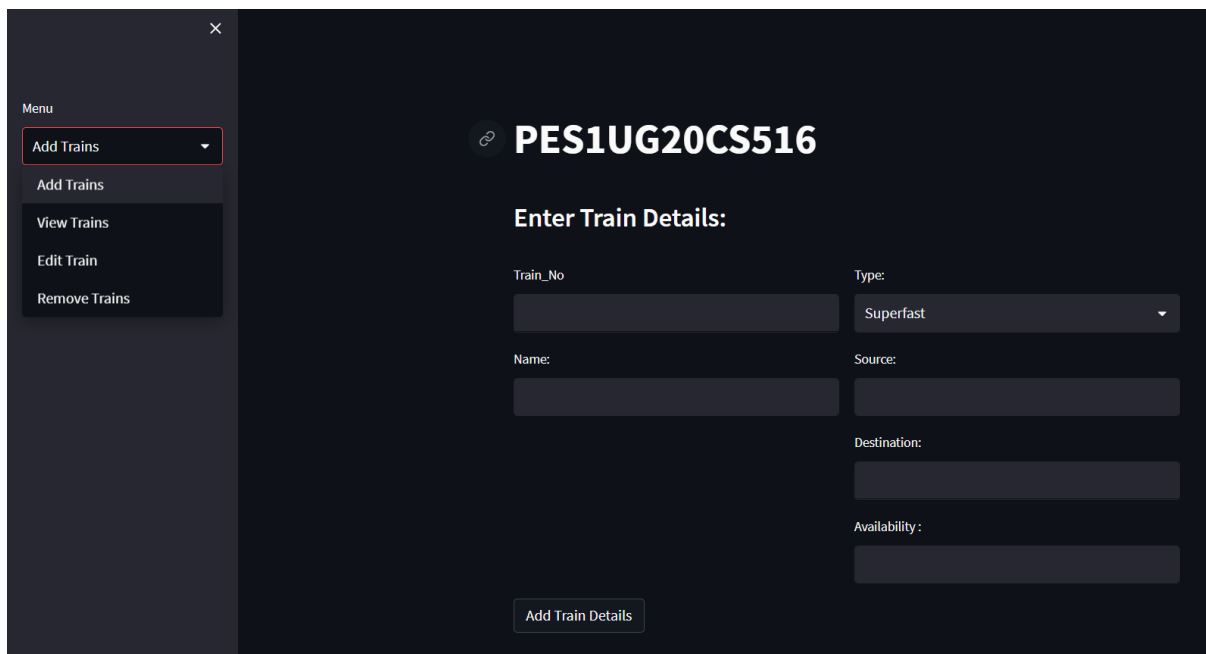 Menu
Add Trains
Add Trains
View Trains
Edit Train
Remove Trains
PES1UG20CS516
Enter Train Details:
Train_No
Type:
Superfast
Name:
Source:
Destination:
Availability :
Add Train Details